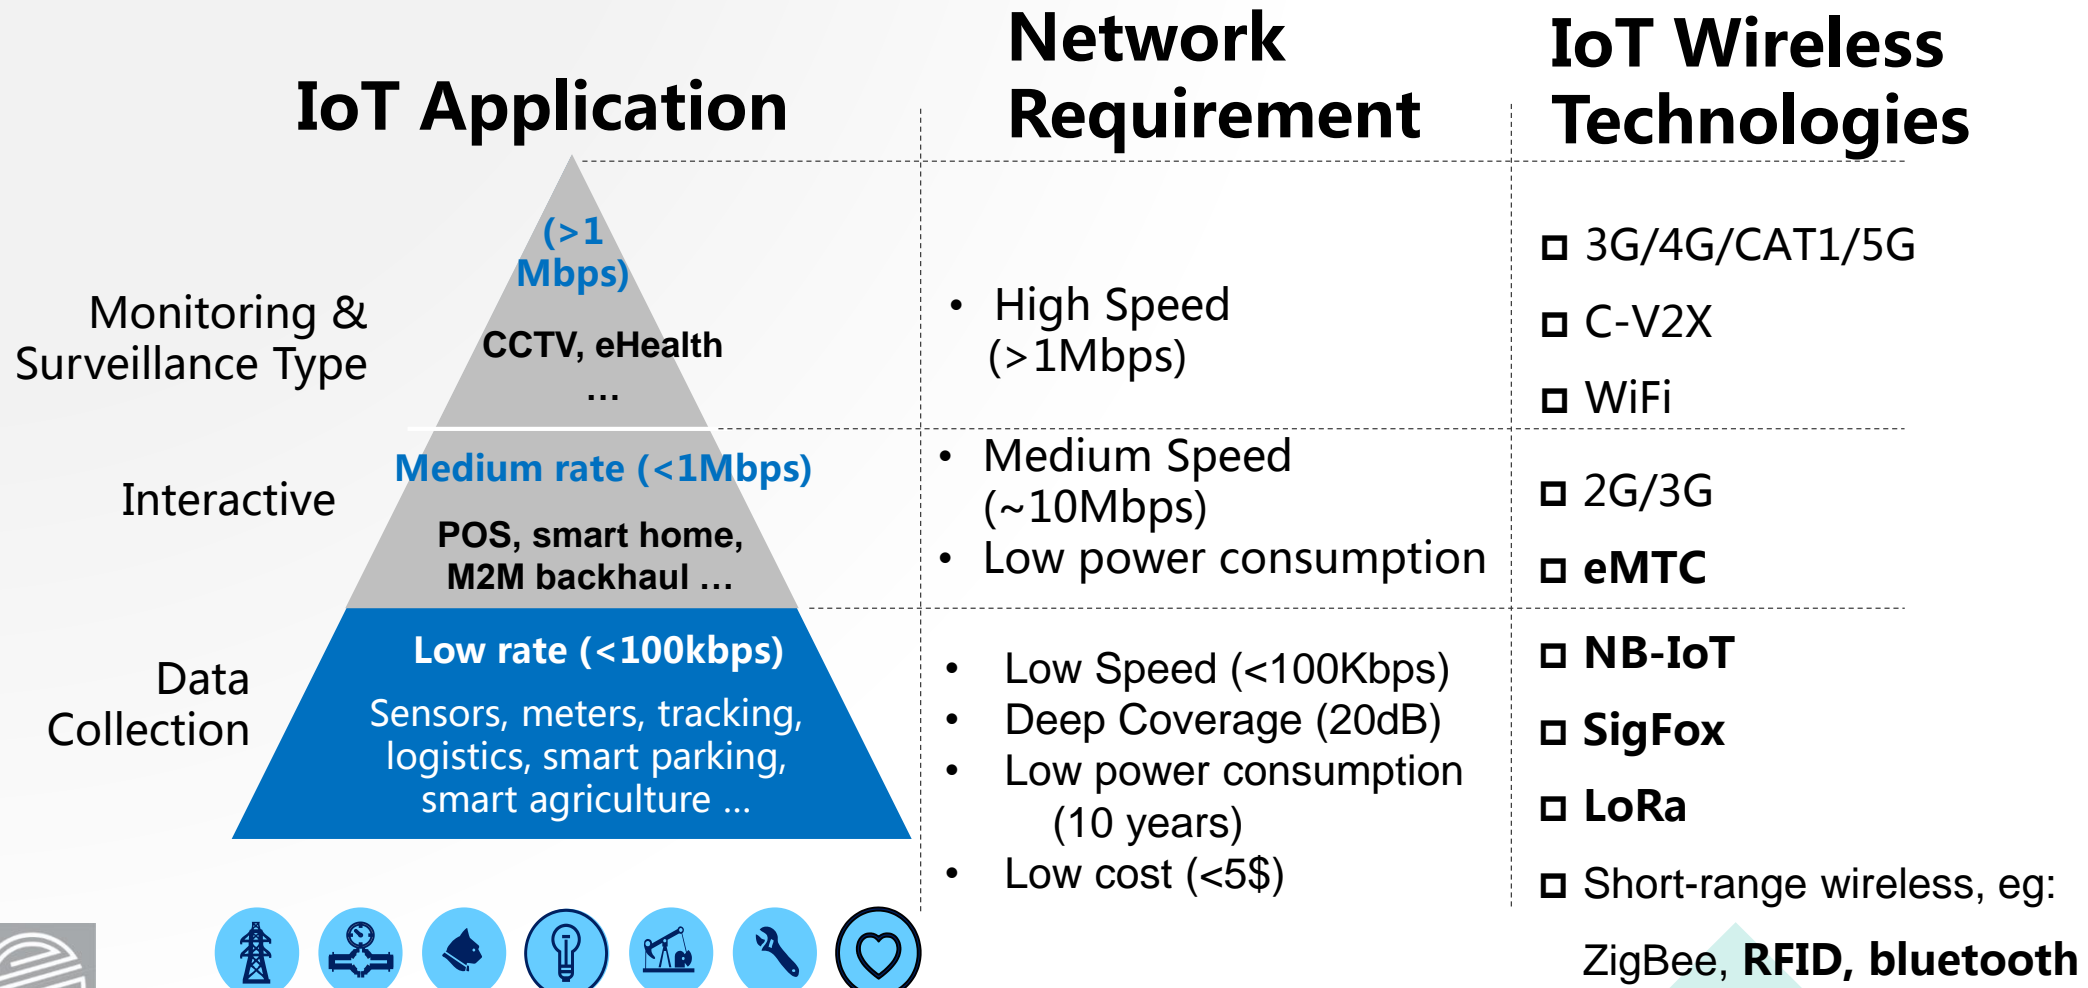 IoT Application
Network
Requirement
IoT Wireless
Technologies
Monitoring &
Surveillance Type
(>1
Mbps)
CCTV, eHealth
...
• High Speed
(>1Mbps)
3G/4G/CAT1/5G
C-V2X
WiFi
Interactive
Medium rate (<1Mbps)
POS, smart home,
M2M backhaul ...
• Medium Speed
(~10Mbps)
• Low power consumption
2G/3G
eMTC
Data
Collection
Low rate (<100kbps)
Sensors, meters, tracking,
logistics, smart parking,
smart agriculture ...
• Low Speed (<100Kbps)
• Deep Coverage (20dB)
• Low power consumption
(10 years)
• Low cost (<5$)
NB-IoT
SigFox
LoRa
Short-range wireless, eg:
ZigBee, RFID, bluetooth